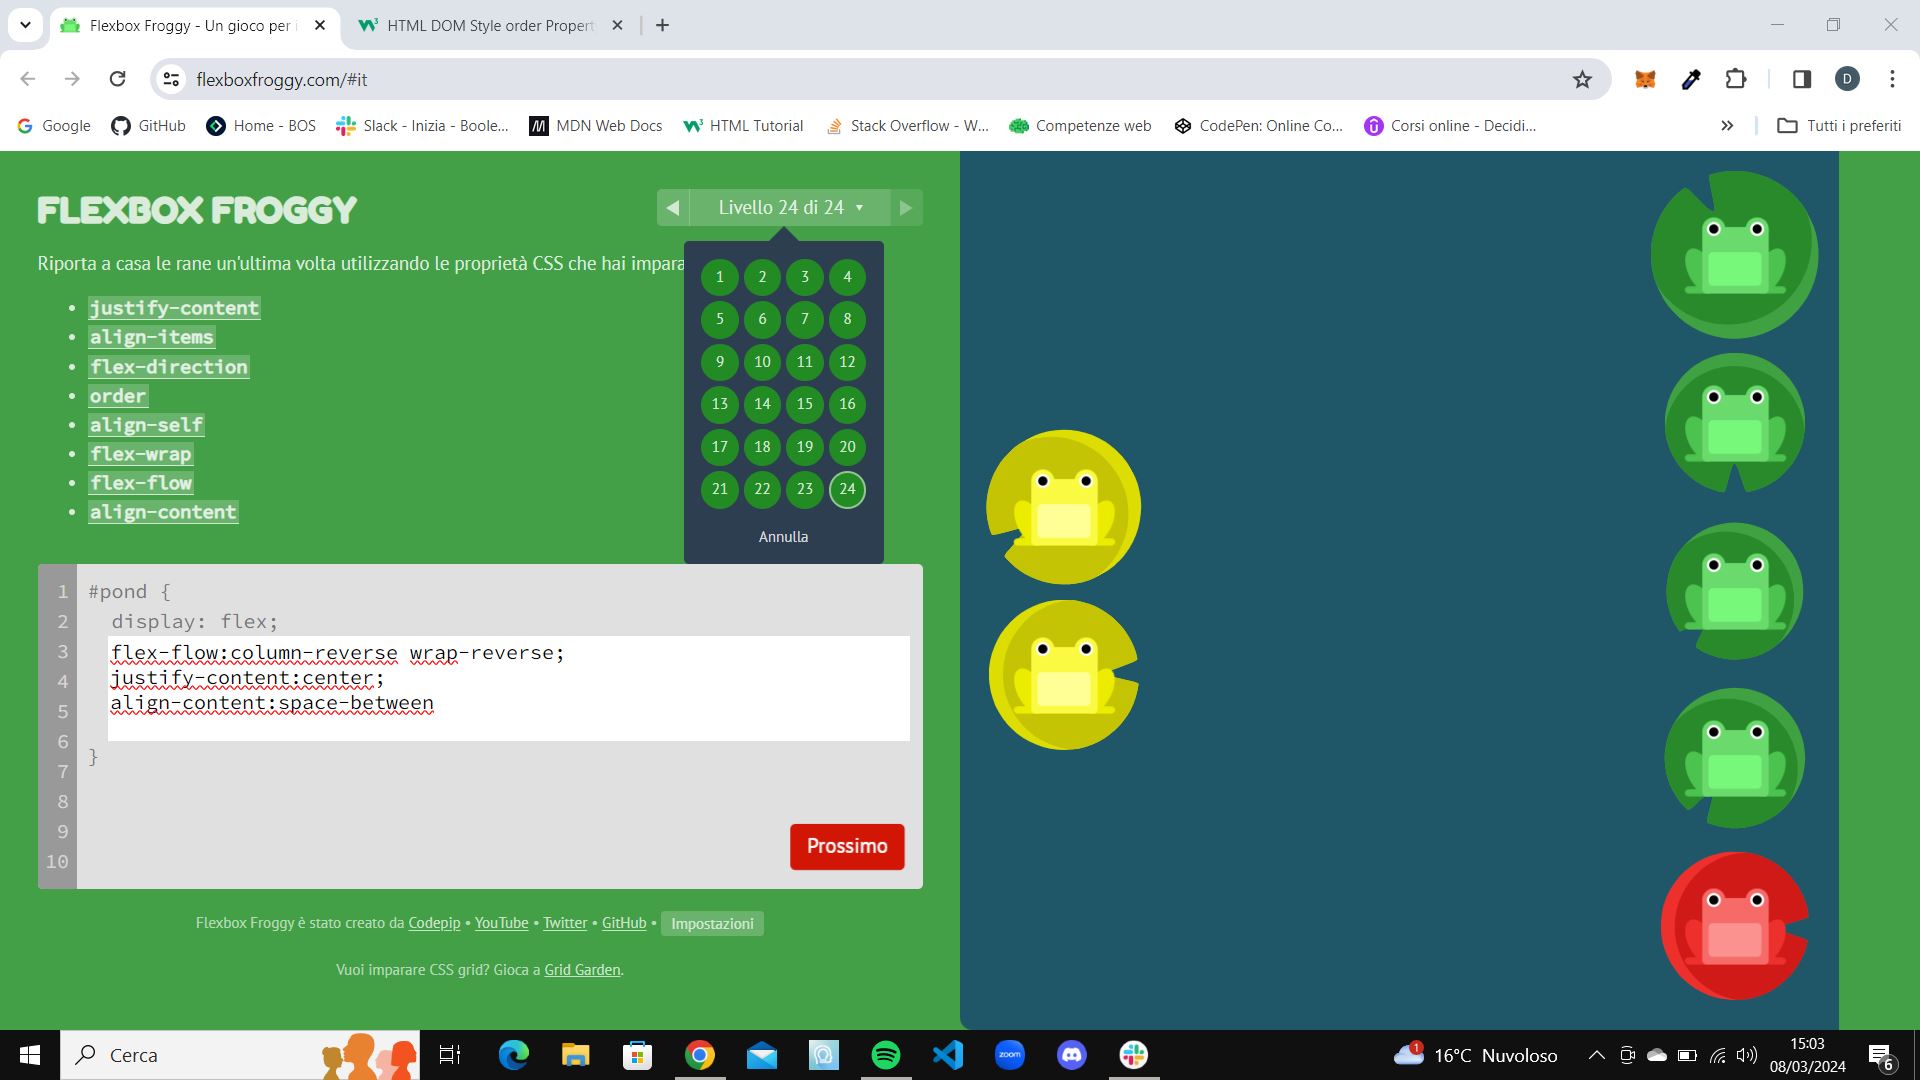 Flexbox Froggy - Un gioco per i
HTML DOM Style order Propert
flexboxfroggy.com/#it
D
Google
GitHub
Home - BOS
Slack - Inizia - Boole...
MDN Web Docs
HTML Tutorial
Stack Overflow - W...
Competenze web
CodePen: Online Co...
Corsi online - Decidi...
Tutti i preferiti
FLEXBOX FROGGY
Livello 24 di 24
Riporta a casa le rane un'ultima volta utilizzando le proprietà CSS che hai impara
justify-content
align-items
flex-direction
order
align-self
flex-wrap
flex-flow
align-content
1 2 3 4
5 6 7 8
9 10 11 12
13 14 15 16
17 18 19 20
21 22 23 24
Annulla
1 #pond {
2 display: flex;
3 flex-flow:column-reverse wrap-reverse;
4 justify-content:center;
5 align-content:space-between
6 }
7
8
9
10
Prossimo
Flexbox Froggy è stato creato da Codepip • YouTube • Twitter • GitHub • Impostazioni
Vuoi imparare CSS grid? Gioca a Grid Garden.
Cerca
zoom
1
16°C Nuvoloso
15:03
08/03/2024
6